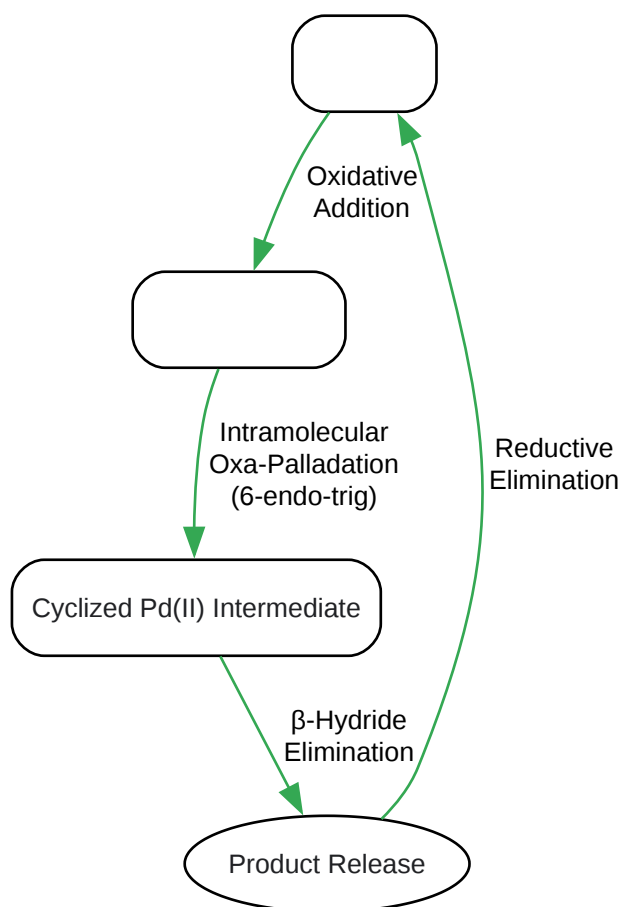 Oxidative
Addition
Intramolecular
Oxa-Palladation
(6-endo-trig)
Reductive
Elimination
Cyclized Pd(II) Intermediate
β-Hydride
Elimination
Product Release